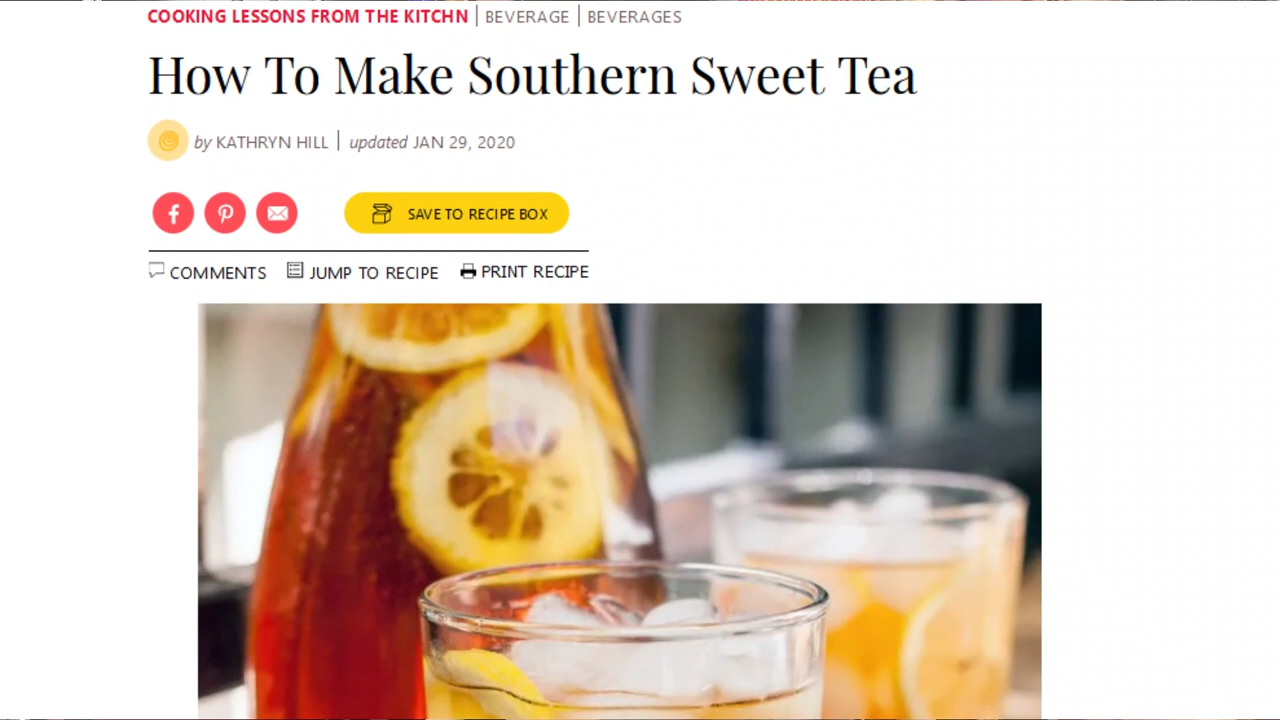 COOKING LESSONS FROM THE KITCHN | BEVERAGE | BEVERAGES
How To Make Southern Sweet Tea
by KATHRYN HILL | updated JAN 29, 2020
SAVE TO RECIPE BOX
COMMENTS JUMP TO RECIPE PRINT RECIPE